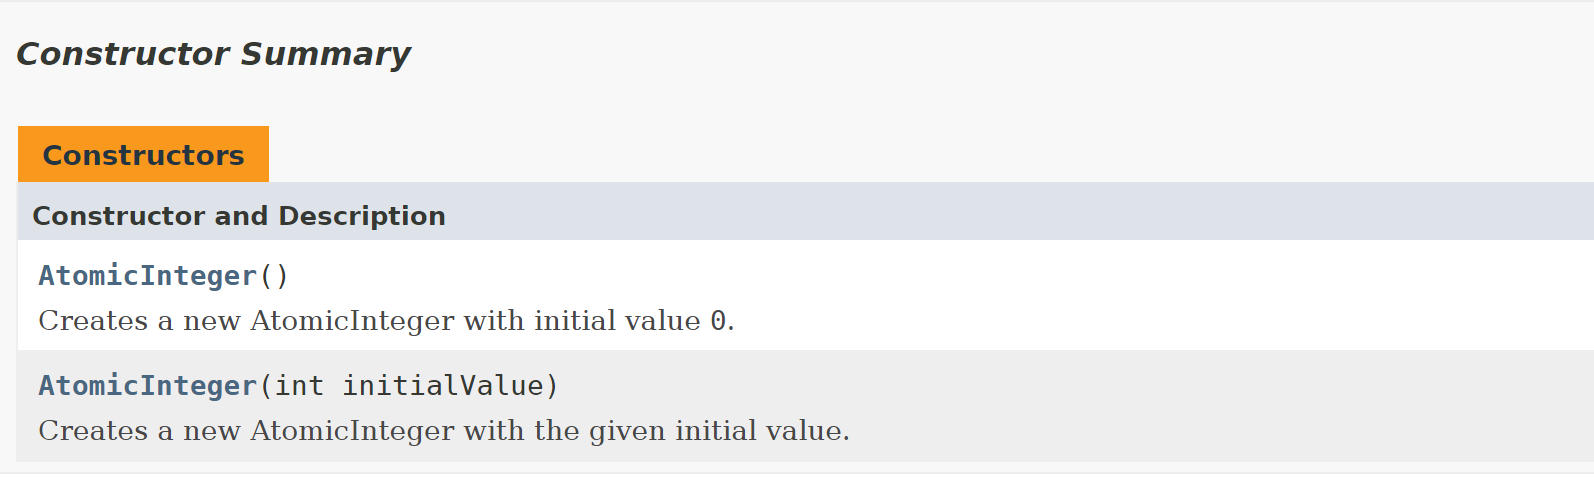 Constructor Summary
Constructors
Constructor and Description
AtomicInteger()
Creates a new AtomicInteger with initial value 0.
AtomicInteger(int initialValue)
Creates a new AtomicInteger with the given initial value.